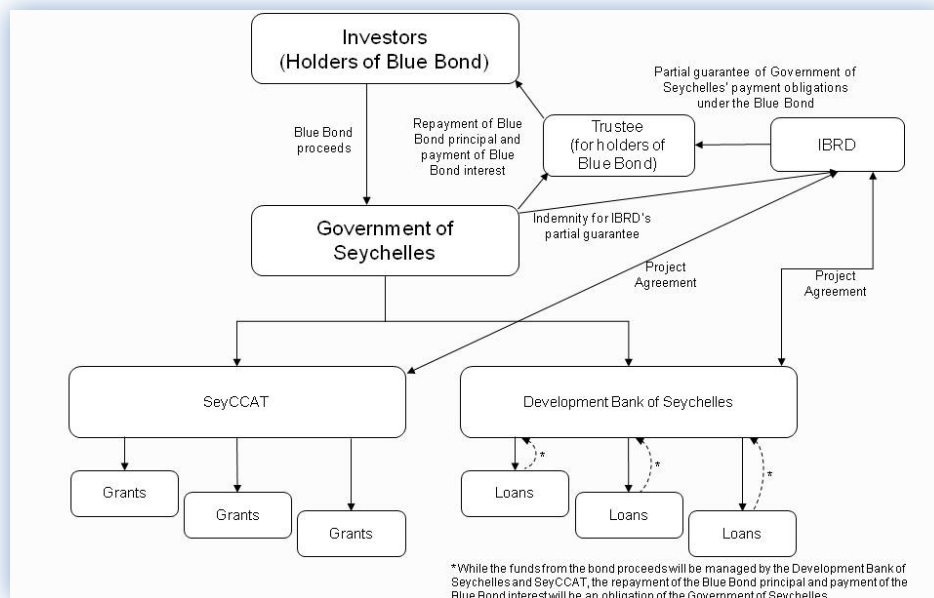 Investors
(Holders of Blue Bond)
Partial guarantee of Government of
Seychelles' payment obligations
under the Blue Bond
Blue Bond
proceeds
Repayment of Blue
Bond principal and
payment of Blue
Bond interest
Trustee
(for holders of
Blue Bond)
IBRD
Government of
Seychelles
Indemnity for IBRD's
partial guarantee
Project
Agreement
Project
Agreement
SeyCCAT
Development Bank of Seychelles
*
*
*
Grants
Grants
Grants
Loans
Loans
Loans
*While the funds from the bond proceeds will be managed by the Development Bank of
Seychelles and SeyCCAT, the repayment of the Blue Bond principal and payment of the
Blue Bond interest will be an obligation of the Government of Seychelles